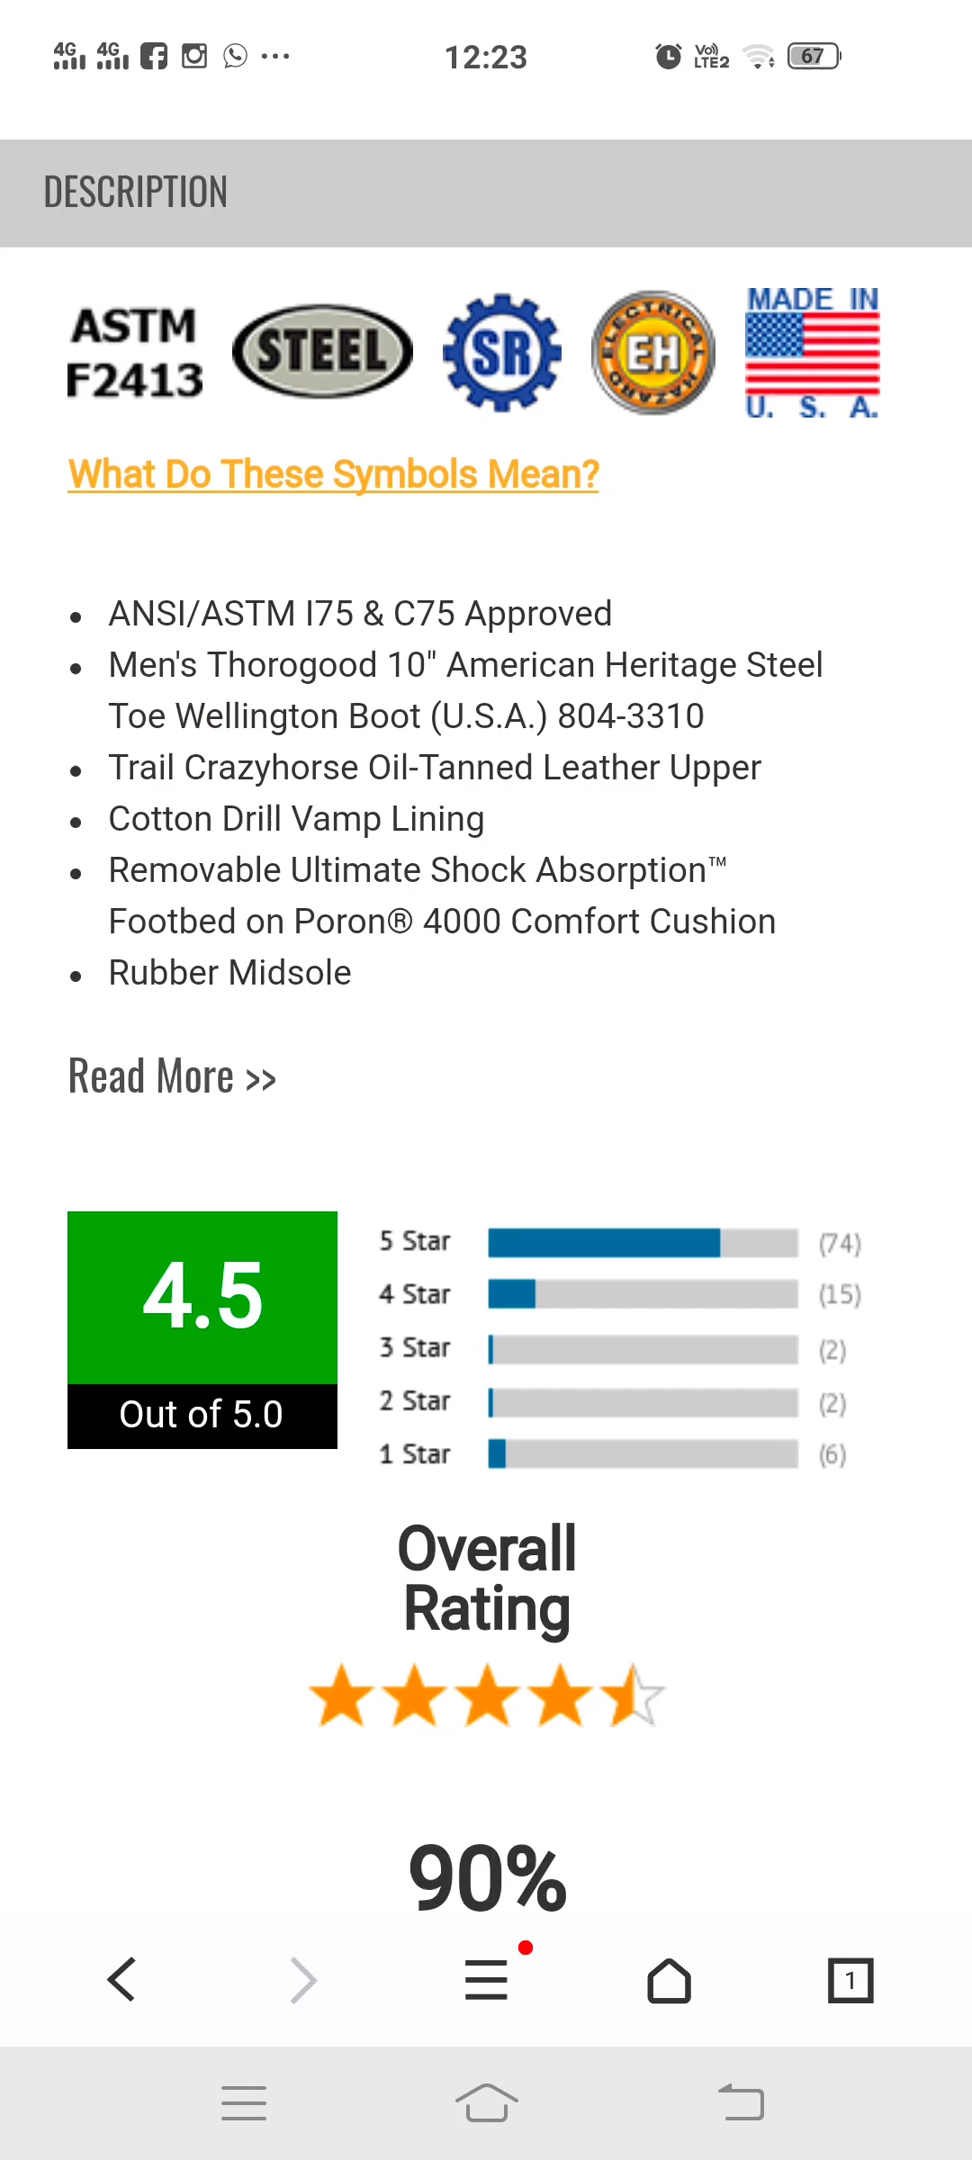 4G 4G 12:23 Vo) LTE2 67
DESCRIPTION
ASTM
F2413
STEEL
SR
ELECTRICAL
EH
HAZARD
MADE IN
U. S. A.
What Do These Symbols Mean?
• ANSI/ASTM I75 & C75 Approved
• Men's Thorogood 10" American Heritage Steel
Toe Wellington Boot (U.S.A.) 804-3310
• Trail Crazyhorse Oil-Tanned Leather Upper
• Cotton Drill Vamp Lining
• Removable Ultimate Shock Absorption™
Footbed on Poron® 4000 Comfort Cushion
• Rubber Midsole
Read More >>
4.5
Out of 5.0
5 Star (74)
4 Star (15)
3 Star (2)
2 Star (2)
1 Star (6)
Overall
Rating
90%
1